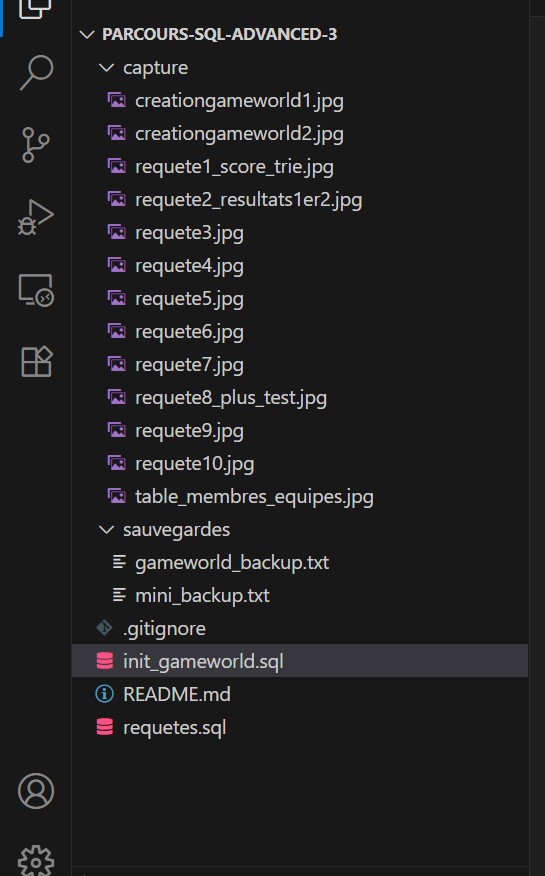 PARCOURS-SQL-ADVANCED-3
capture
creationgameworld1.jpg
creationgameworld2.jpg
requete1_score_trie.jpg
requete2_resultats1er2.jpg
requete3.jpg
requete4.jpg
requete5.jpg
requete6.jpg
requete7.jpg
requete8_plus_test.jpg
requete9.jpg
requete10.jpg
table_membres_equipes.jpg
sauvegardes
gameworld_backup.txt
mini_backup.txt
.gitignore
init_gameworld.sql
README.md
requetes.sql